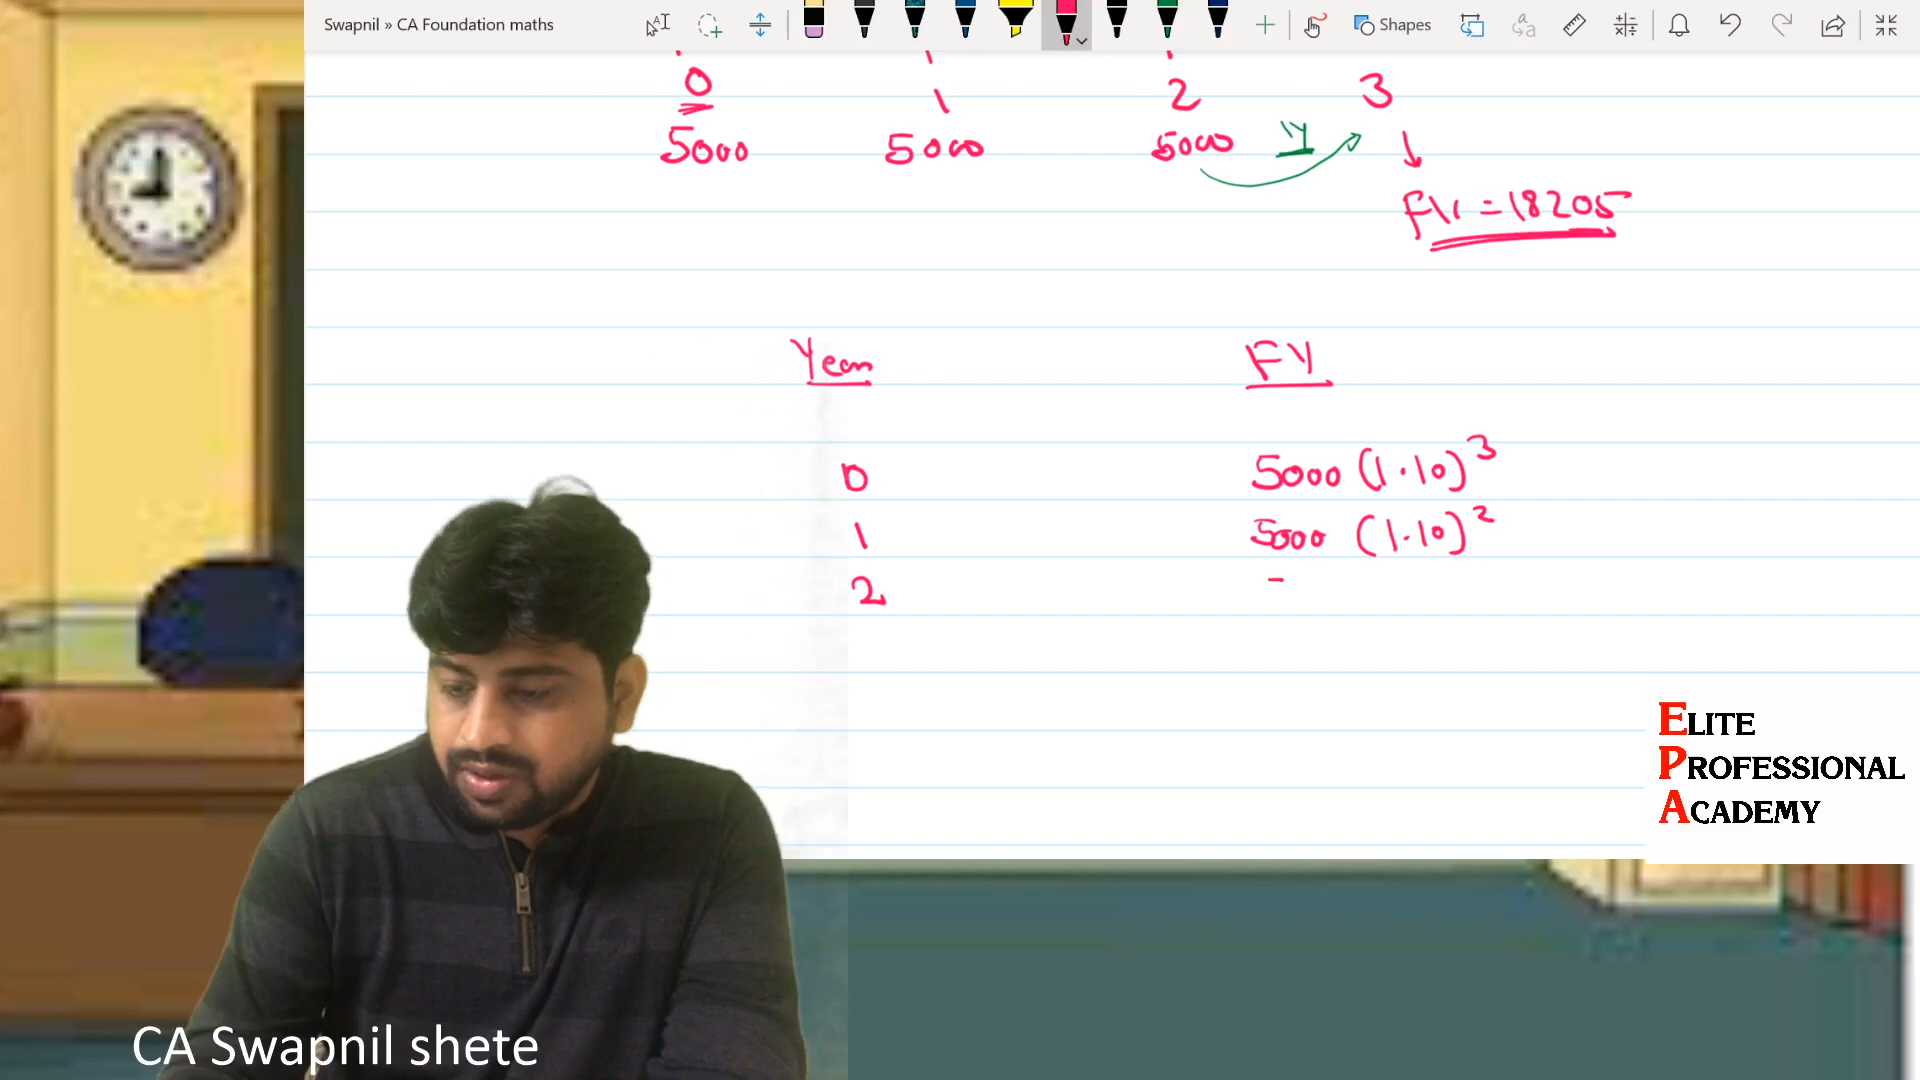 Swapnil » CA Foundation maths
Shapes
0 1 2 3
5000 5000 5000 1Y
FV = 18205
Year FV
0 5000 (1.10)³
1 5000 (1.10)²
2
ELITE
PROFESSIONAL
ACADEMY
CA Swapnil shete